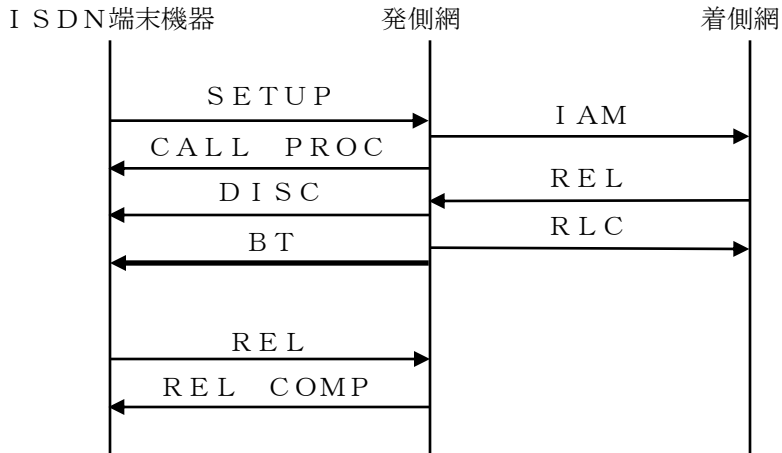 ＩＳＤＮ端末機器 発側網 着側網
ＳＥＴＵＰ
ＩＡＭ
ＣＡＬＬ　ＰＲＯＣ
ＲＥＬ
ＤＩＳＣ
ＲＬＣ
ＢＴ
ＲＥＬ
ＲＥＬ　ＣＯＭＰ